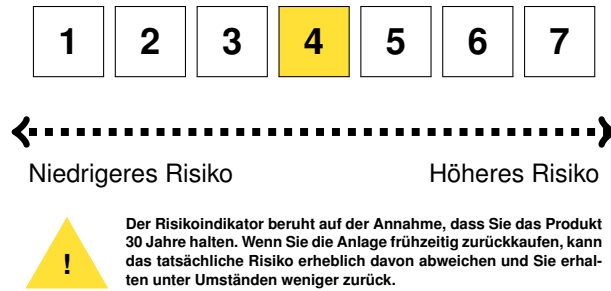 1 2 3 4 5 6 7
Niedrigeres Risiko Höheres Risiko
Der Risikoindikator beruht auf der Annahme, dass Sie das Produkt
30 Jahre halten. Wenn Sie die Anlage frühzeitig zurückkaufen, kann
das tatsächliche Risiko erheblich davon abweichen und Sie erhal-
ten unter Umständen weniger zurück.
!